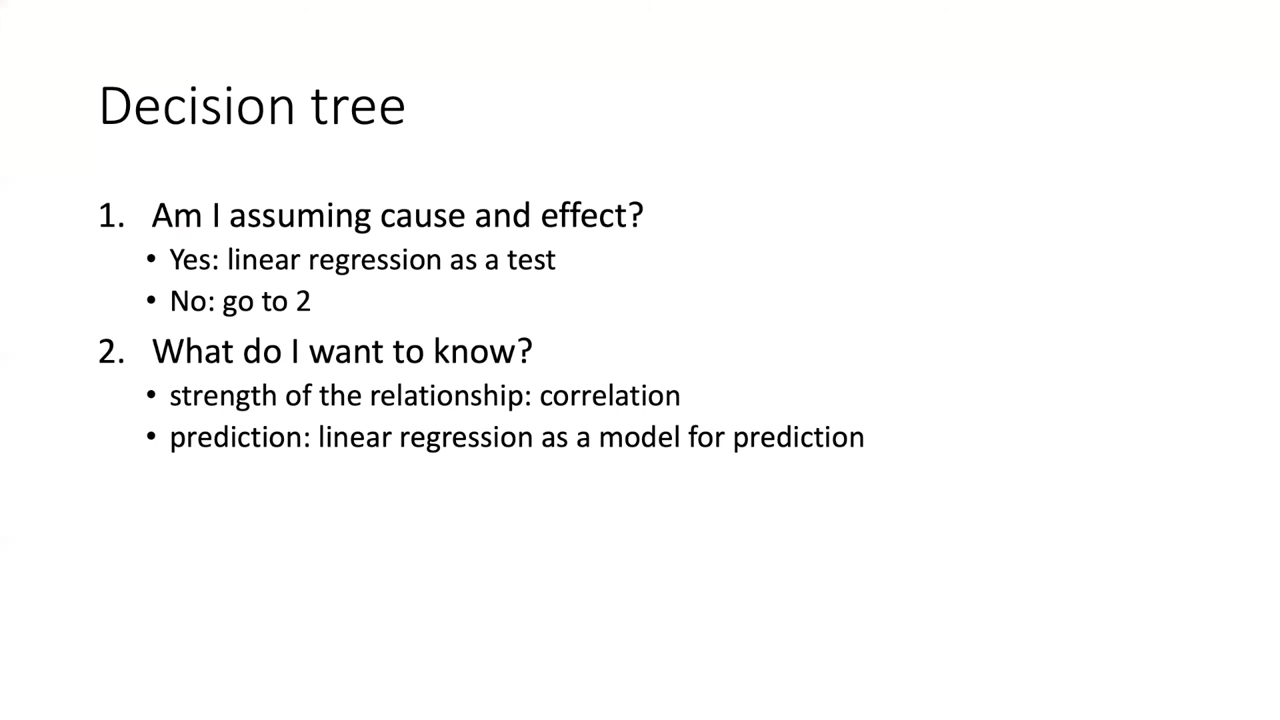 Decision tree
1. Am I assuming cause and effect?
• Yes: linear regression as a test
• No: go to 2
2. What do I want to know?
• strength of the relationship: correlation
• prediction: linear regression as a model for prediction